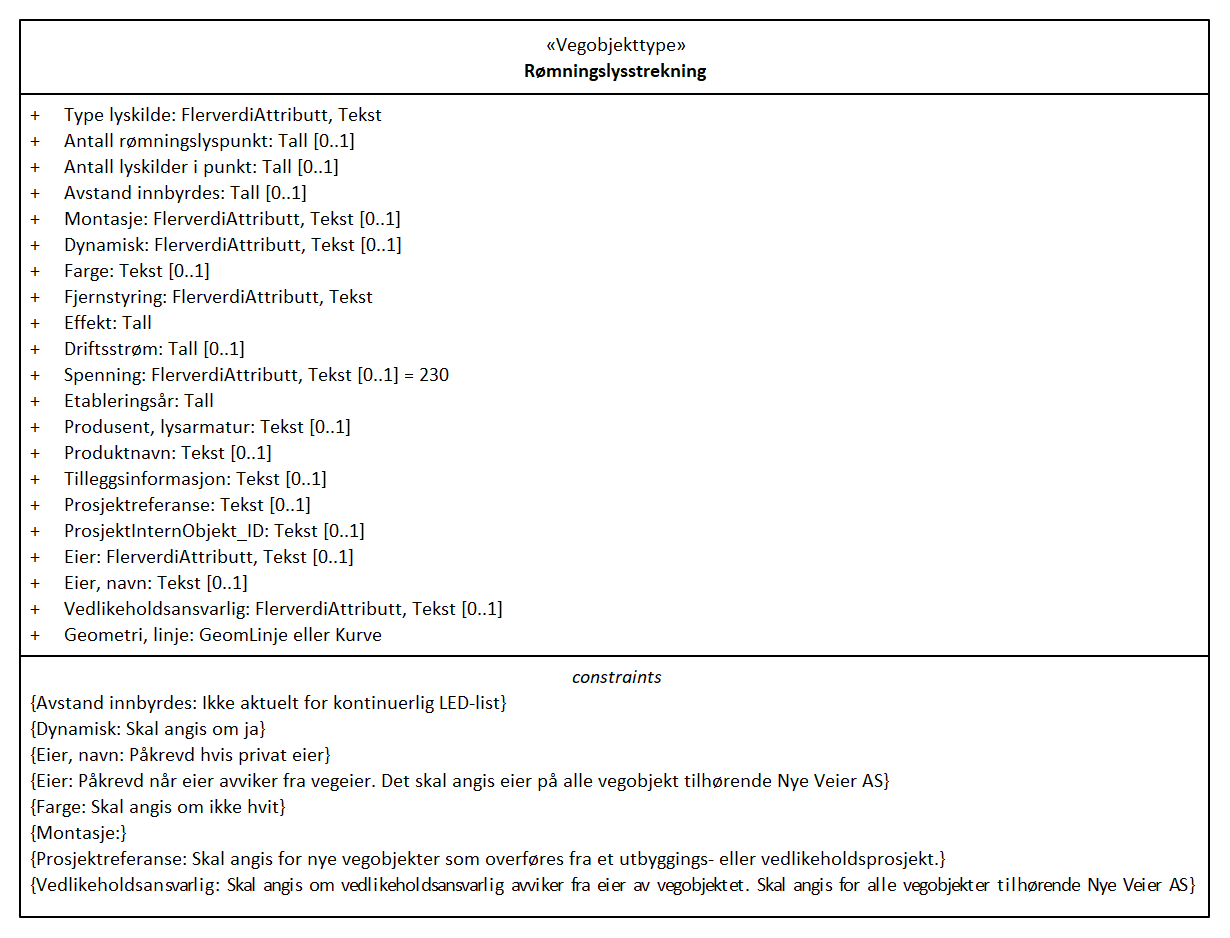 «Vegobjekttype»
Rømningslysstrekning
+ Type lyskilde: FlerverdiAttributt, Tekst
+ Antall rømningslyspunkt: Tall [0..1]
+ Antall lyskilder i punkt: Tall [0..1]
+ Avstand innbyrdes: Tall [0..1]
+ Montasje: FlerverdiAttributt, Tekst [0..1]
+ Dynamisk: FlerverdiAttributt, Tekst [0..1]
+ Farge: Tekst [0..1]
+ Fjernstyring: FlerverdiAttributt, Tekst
+ Effekt: Tall
+ Driftsstrøm: Tall [0..1]
+ Spenning: FlerverdiAttributt, Tekst [0..1] = 230
+ Etableringsår: Tall
+ Produsent, lysarmatur: Tekst [0..1]
+ Produktnavn: Tekst [0..1]
+ Tilleggsinformasjon: Tekst [0..1]
+ Prosjektreferanse: Tekst [0..1]
+ ProsjektInternObjekt_ID: Tekst [0..1]
+ Eier: FlerverdiAttributt, Tekst [0..1]
+ Eier, navn: Tekst [0..1]
+ Vedlikeholdsansvarlig: FlerverdiAttributt, Tekst [0..1]
+ Geometri, linje: GeomLinje eller Kurve
constraints
{Avstand innbyrdes: Ikke aktuelt for kontinuerlig LED-list}
{Dynamisk: Skal angis om ja}
{Eier, navn: Påkrevd hvis privat eier}
{Eier: Påkrevd når eier avviker fra vegeier. Det skal angis eier på alle vegobjekt tilhørende Nye Veier AS}
{Farge: Skal angis om ikke hvit}
{Montasje:}
{Prosjektreferanse: Skal angis for nye vegobjekter som overføres fra et utbyggings- eller vedlikeholdsprosjekt.}
{Vedlikeholdsansvarlig: Skal angis om vedlikeholdsansvarlig avviker fra eier av vegobjektet. Skal angis for alle vegobjekter tilhørende Nye Veier AS}